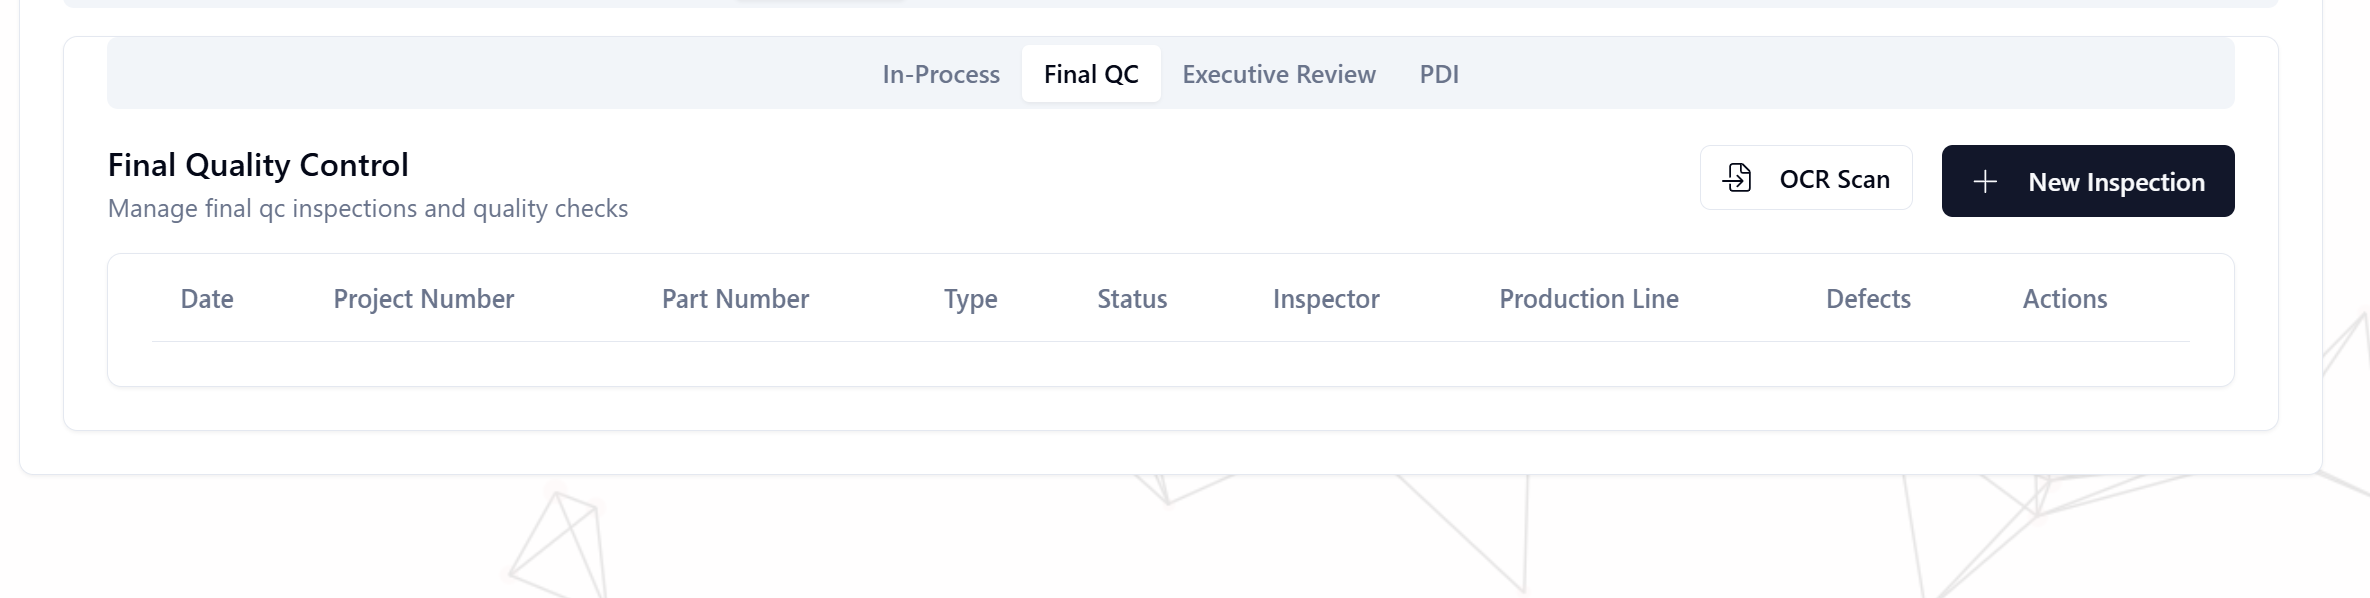 In-Process Final QC Executive Review PDI
Final Quality Control
Manage final qc inspections and quality checks
OCR Scan
New Inspection
Date Project Number Part Number Type Status Inspector Production Line Defects Actions